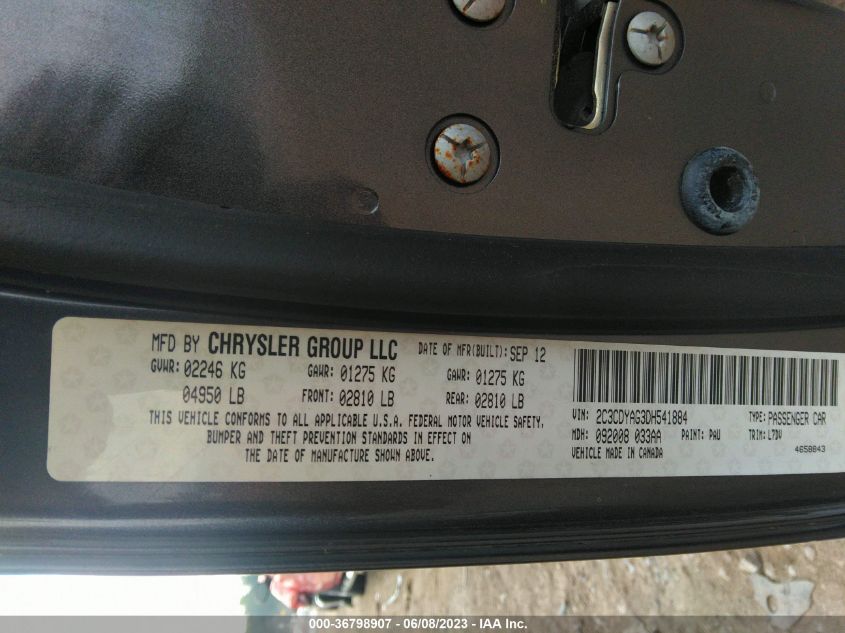 MFD BY CHRYSLER GROUP LLC DATE OF MFR(BUILT): SEP 12
GVWR: 02246 KG GAWR: 01275 KG GAWR: 01275 KG
04950 LB FRONT: 02810 LB REAR: 02810 LB
THIS VEHICLE CONFORMS TO ALL APPLICABLE U.S.A. FEDERAL MOTOR VEHICLE SAFETY,
BUMPER AND THEFT PREVENTION STANDARDS IN EFFECT ON
THE DATE OF MANUFACTURE SHOWN ABOVE.
VIN: 2C3CDYAG3DH541884 TYPE: PASSENGER CAR
MDH: 092008 033AA PAINT: PAU TRIM: L7DV
VEHICLE MADE IN CANADA 4658843
000-36798907 - 06/08/2023 - IAA Inc.